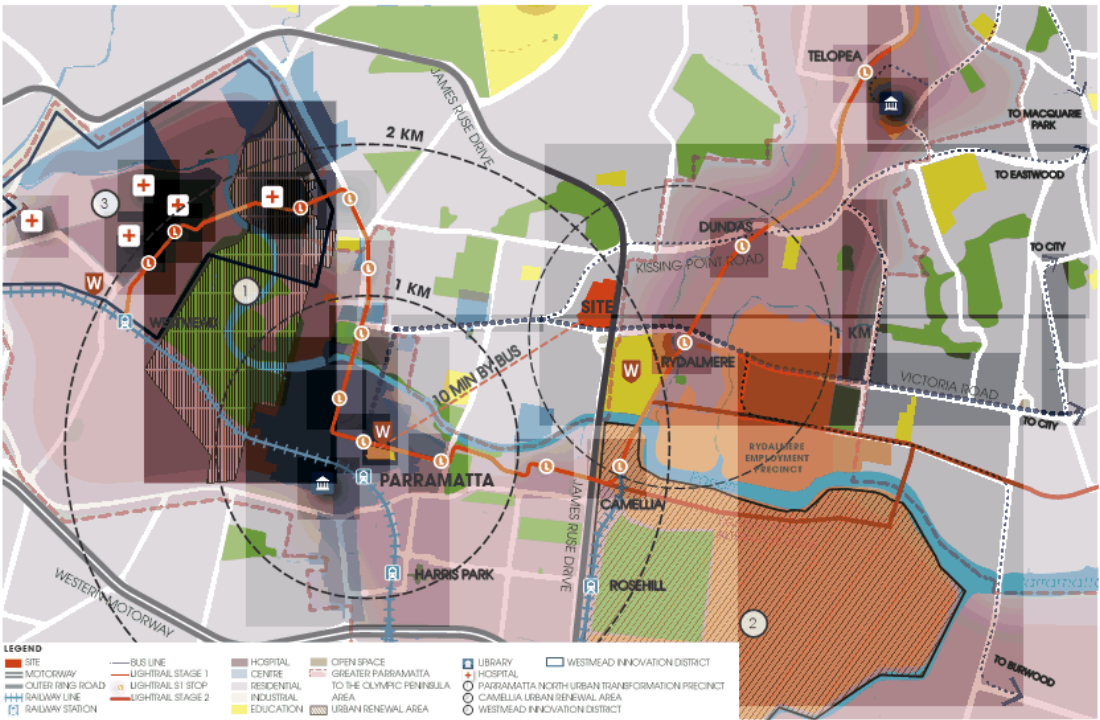 TELOPEA
JAMES RUSE DRIVE
2 KM
TO MACQUARIE
PARK
TO EASTWOOD
3
DUNDAS
KISSING POINT ROAD
TO CITY
W
1
1 KM
SITE
WESTMEAD
1 KM
10 MIN BY BUS
W
RYDALMERE
VICTORIA ROAD
TO CITY
W
RYDALMERE
EMPLOYMENT
PRECINCT
PARRAMATTA
CAMELLIA
JAMES RUSE DRIVE
HARRIS PARK
ROSEHILL
WESTERN MOTORWAY
2
TO BURWOOD
LEGEND
SITE
MOTORWAY
OUTER RING ROAD
RAILWAY LINE
RAILWAY STATION
BUS LINE
LIGHTRAIL STAGE 1
LIGHTRAIL S1 STOP
LIGHTRAIL STAGE 2
HOSPITAL
CENTRE
RESIDENTIAL
INDUSTRIAL
EDUCATION
OPEN SPACE
GREATER PARRAMATTA
TO THE OLYMPIC PENINSULA
AREA
URBAN RENEWAL AREA
LIBRARY
HOSPITAL
PARRAMATTA NORTH URBAN TRANSFORMATION PRECINCT
CAMELLIA URBAN RENEWAL AREA
WESTMEAD INNOVATION DISTRICT
WESTMEAD INNOVATION DISTRICT